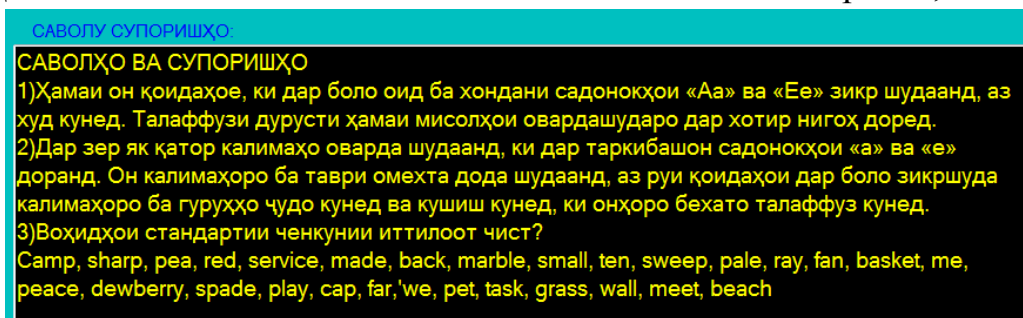 САВОЛУ СУПОРИШҲО:
САВОЛҲО ВА СУПОРИШҲО
1)Ҳамаи он қоидаҳое, ки дар боло оид ба хондани садонокҳои «Аа» ва «Ее» зикр шудаанд, аз
худ кунед. Талаффузи дурусти ҳамаи мисолҳои овардашударо дар хотир нигоҳ доред.
2)Дар зер як қатор калимаҳо оварда шудаанд, ки дар таркибашон садонокҳои «а» ва «е»
доранд. Он калимаҳоро ба таври омехта дода шудаанд, аз руи қоидаҳои дар боло зикршуда
калимаҳоро ба гуруҳҳо ҷудо кунед ва кушиш кунед, ки онҳоро бехато талаффуз кунед.
3)Воҳидҳои стандартии ченкунии иттилоот чист?
Camp, sharp, pea, red, service, made, back, marble, small, ten, sweep, pale, ray, fan, basket, me,
peace, dewberry, spade, play, cap, far,'we, pet, task, grass, wall, meet, beach